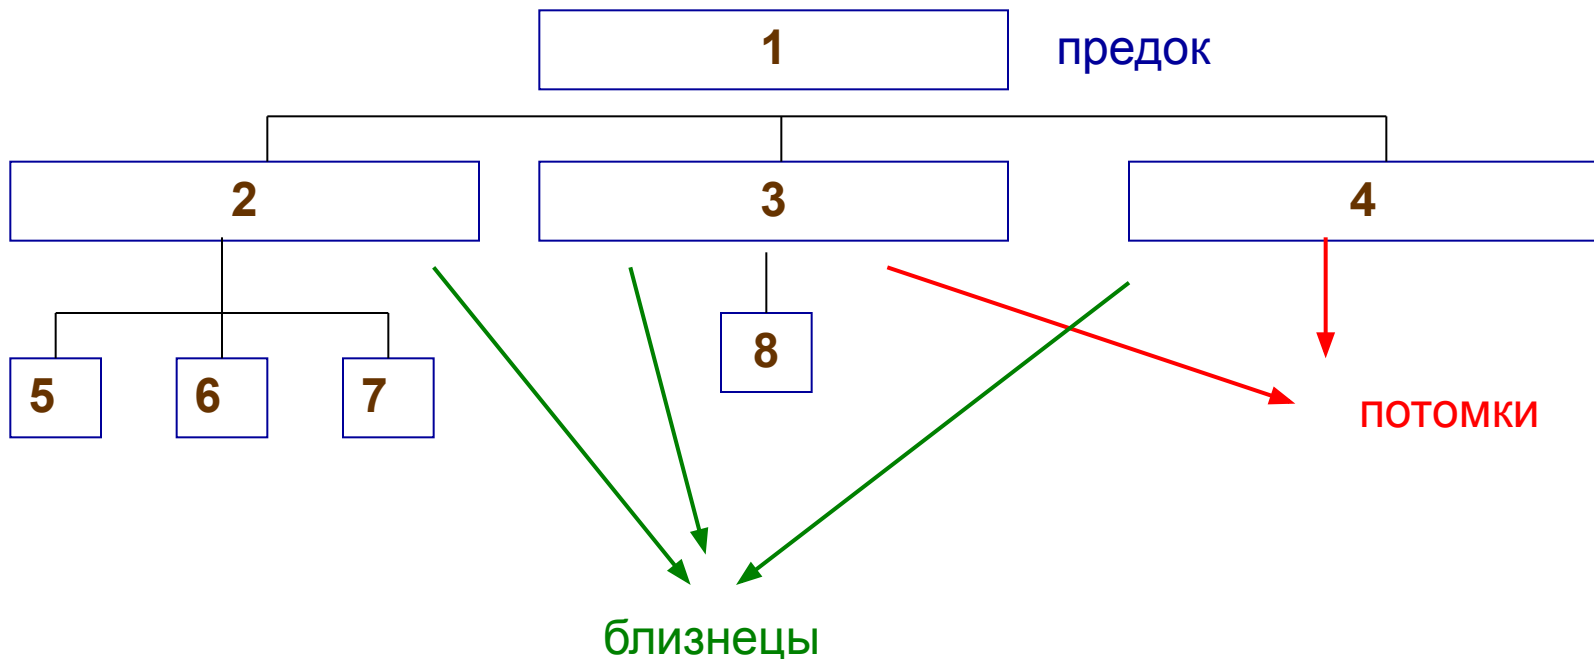 1 предок
2 3 4
8
5 6 7
потомки
близнецы